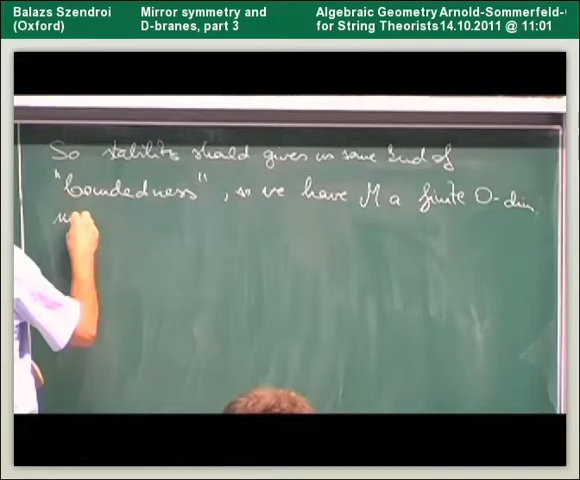 Balazs Szendroi
(Oxford)
Mirror symmetry and
D-branes, part 3
Algebraic Geometry
for String Theorists
Arnold-Sommerfeld-
14.10.2011 @ 11:01
So stability should gives us some kind of
"boundedness", so we have M a finite 0-dim.